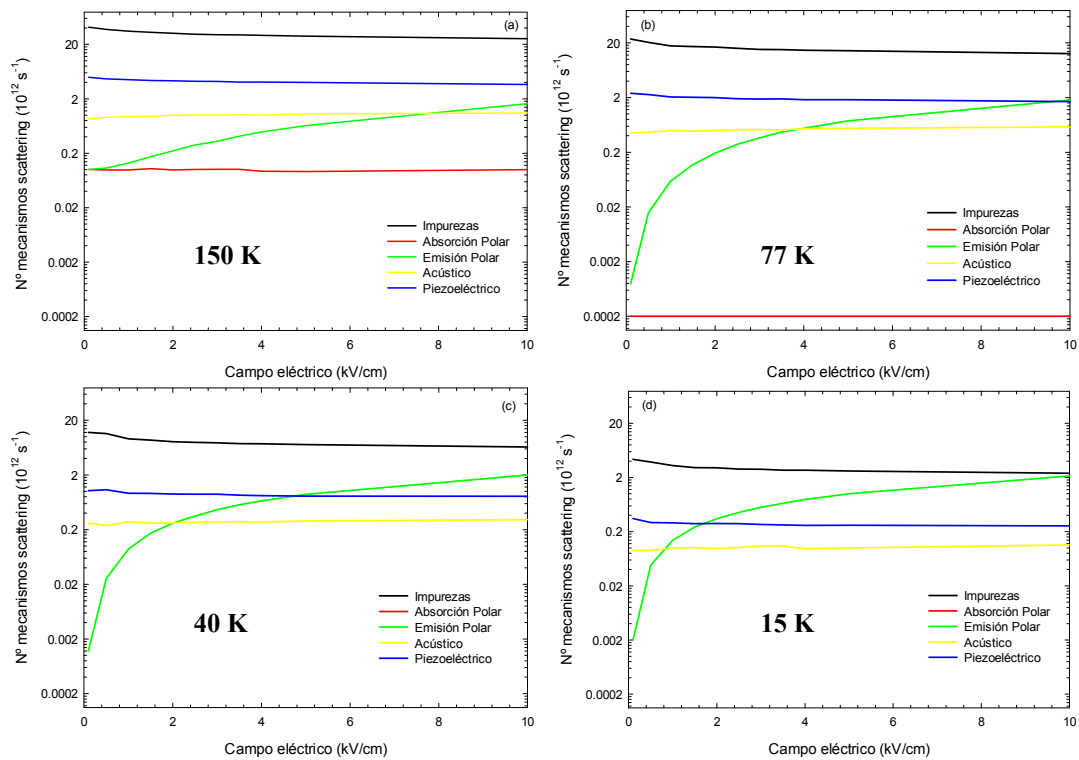 (a)
Nº mecanismos scattering (10¹² s⁻¹)
20
2
0.2
0.02
0.002
0.0002
Impurezas
Absorción Polar
Emisión Polar
Acústico
Piezoeléctrico
150 K
0 2 4 6 8 10
Campo eléctrico (kV/cm)
(b)
Nº mecanismos scattering (10¹² s⁻¹)
20
2
0.2
0.02
0.002
0.0002
Impurezas
Absorción Polar
Emisión Polar
Acústico
Piezoeléctrico
77 K
0 2 4 6 8 10
Campo eléctrico (kV/cm)
(c)
Nº mecanismos scattering (10¹² s⁻¹)
20
2
0.2
0.02
0.002
0.0002
Impurezas
Absorción Polar
Emisión Polar
Acústico
Piezoeléctrico
40 K
0 2 4 6 8 10
Campo eléctrico (kV/cm)
(d)
Nº mecanismos scattering (10¹² s⁻¹)
20
2
0.2
0.02
0.002
0.0002
Impurezas
Absorción Polar
Emisión Polar
Acústico
Piezoeléctrico
15 K
0 2 4 6 8 10
Campo eléctrico (kV/cm)